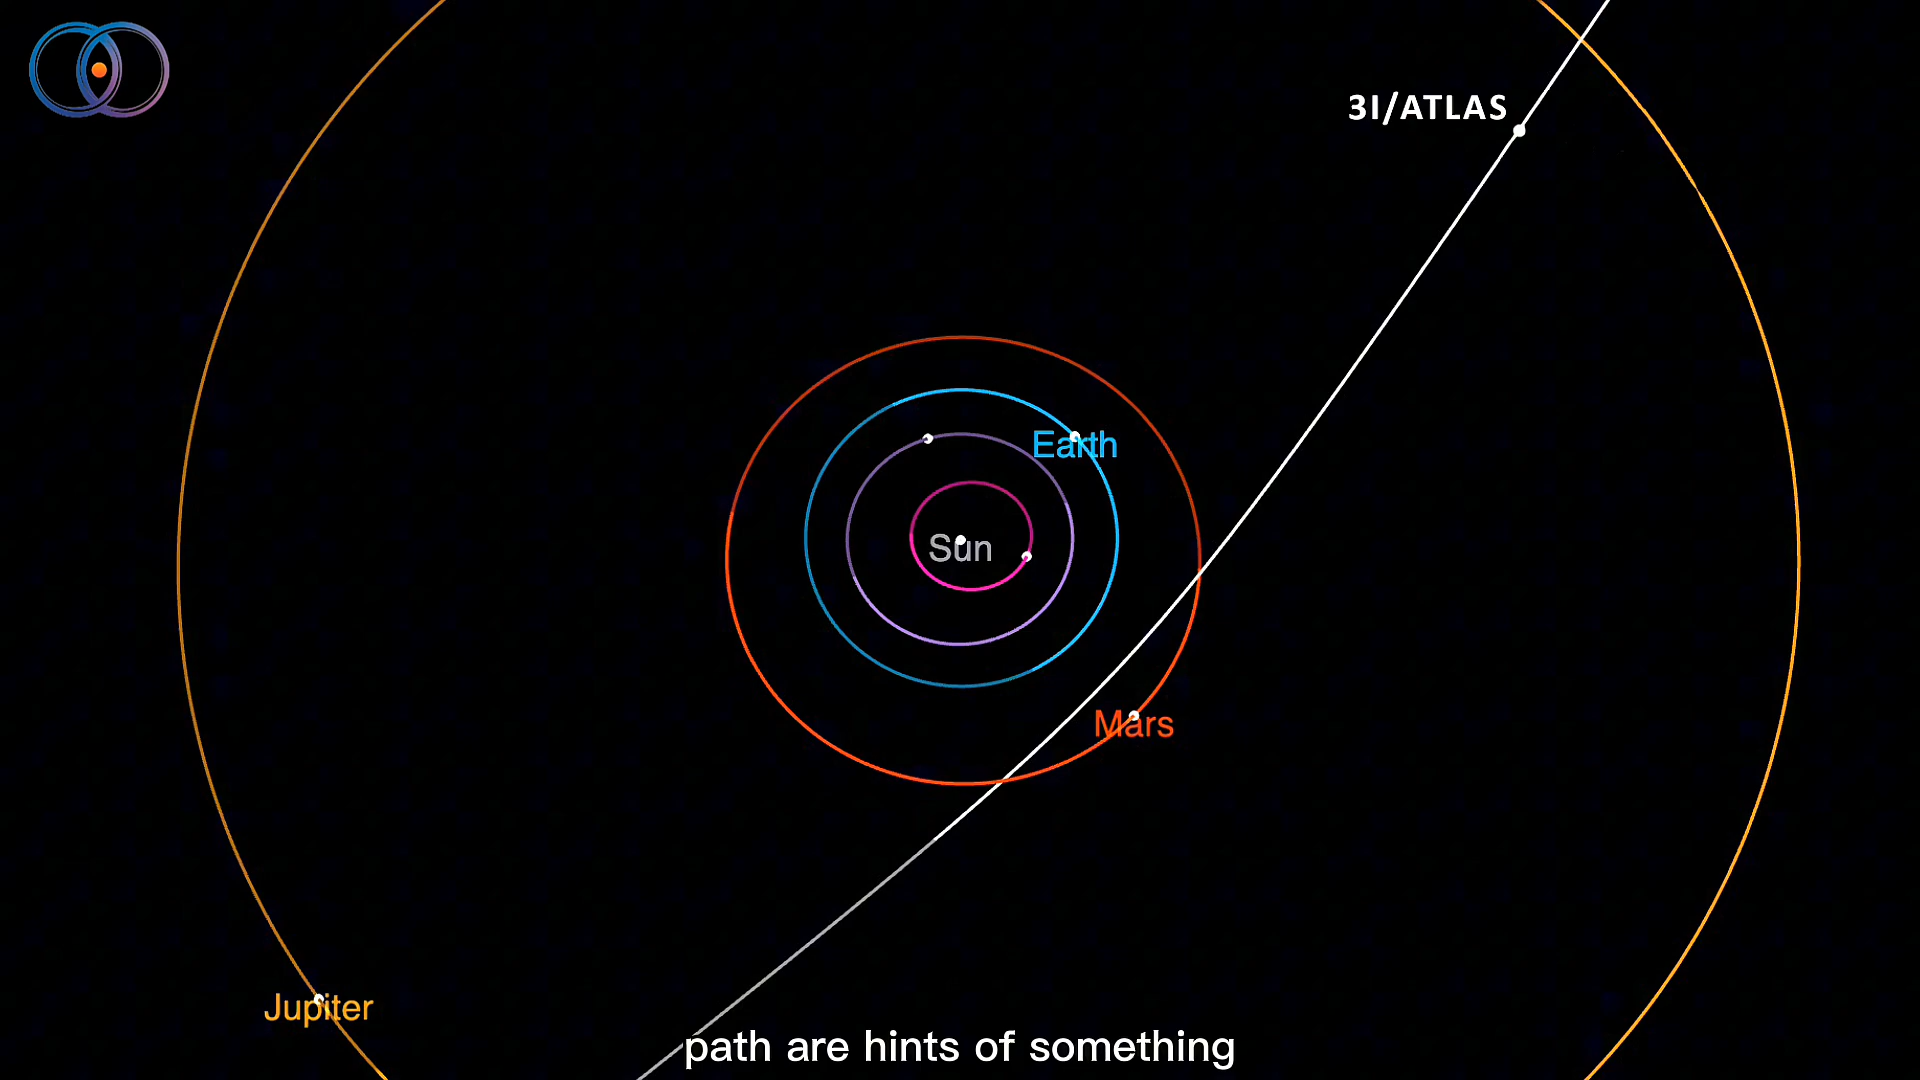 3I/ATLAS
Earth
Sun
Mars
Jupiter
path are hints of something